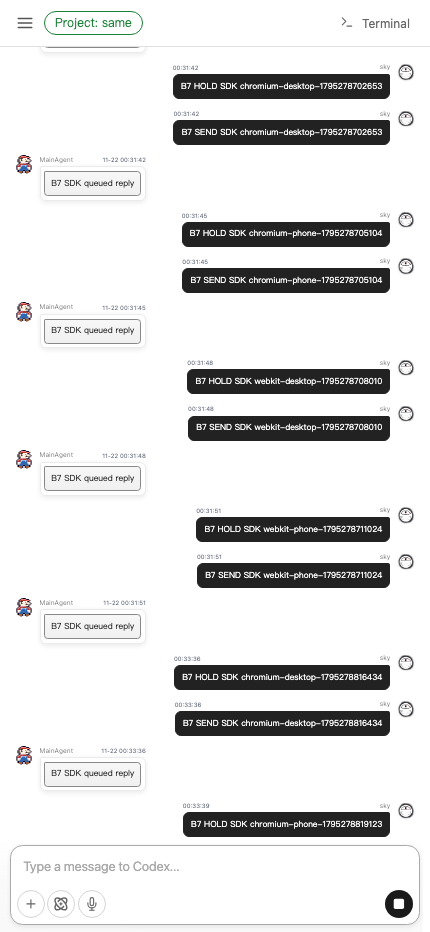 Project: same
Terminal
00:31:42 sky
B7 HOLD SDK chromium-desktop-1795278702653
00:31:42 sky
B7 SEND SDK chromium-desktop-1795278702653
MainAgent 11-22 00:31:42
B7 SDK queued reply
00:31:45 sky
B7 HOLD SDK chromium-phone-1795278705104
00:31:45 sky
B7 SEND SDK chromium-phone-1795278705104
MainAgent 11-22 00:31:45
B7 SDK queued reply
00:31:48 sky
B7 HOLD SDK webkit-desktop-1795278708010
00:31:48 sky
B7 SEND SDK webkit-desktop-1795278708010
MainAgent 11-22 00:31:48
B7 SDK queued reply
00:31:51 sky
B7 HOLD SDK webkit-phone-1795278711024
00:31:51 sky
B7 SEND SDK webkit-phone-1795278711024
MainAgent 11-22 00:31:51
B7 SDK queued reply
00:33:36 sky
B7 HOLD SDK chromium-desktop-1795278816434
00:33:36 sky
B7 SEND SDK chromium-desktop-1795278816434
MainAgent 11-22 00:33:36
B7 SDK queued reply
00:33:39 sky
B7 HOLD SDK chromium-phone-1795278819123
Type a message to Codex...